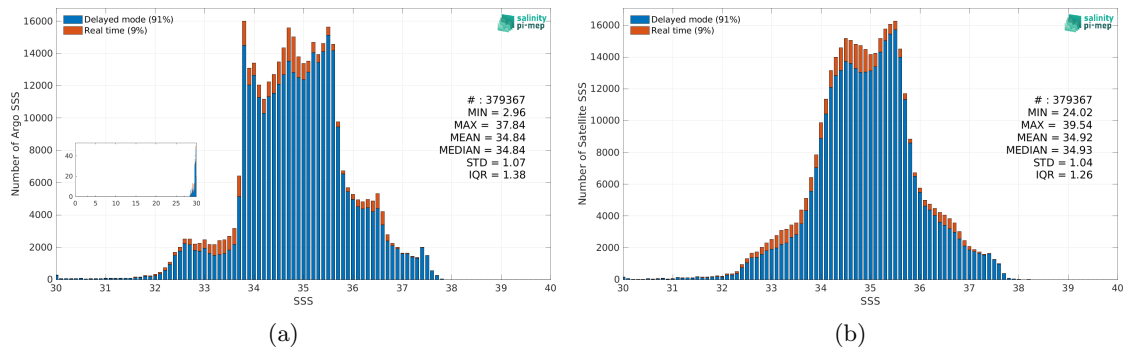 Delayed mode (91%)
Real time (9%)
salinity
pi-mep
16000
14000
12000
10000
8000
6000
4000
2000
0
Number of Argo SSS
# : 379367
MIN = 2.96
MAX = 37.84
MEAN = 34.84
MEDIAN = 34.84
STD = 1.07
IQR = 1.38
40
20
0
0 5 10 15 20 25 30
30 31 32 33 34 35 36 37 38 39 40
SSS
(a)
Delayed mode (91%)
Real time (9%)
salinity
pi-mep
16000
14000
12000
10000
8000
6000
4000
2000
0
Number of Satellite SSS
# : 379367
MIN = 24.02
MAX = 39.54
MEAN = 34.92
MEDIAN = 34.93
STD = 1.04
IQR = 1.26
30 31 32 33 34 35 36 37 38 39 40
SSS
(b)